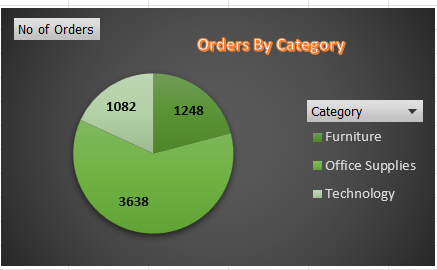 No of Orders
Orders By Category
1082
1248
3638
Category
Furniture
Office Supplies
Technology